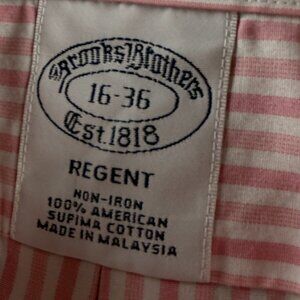 Brooks Brothers
16-36
Est. 1818
REGENT
NON-IRON
100% AMERICAN
SUPIMA COTTON
MADE IN MALAYSIA